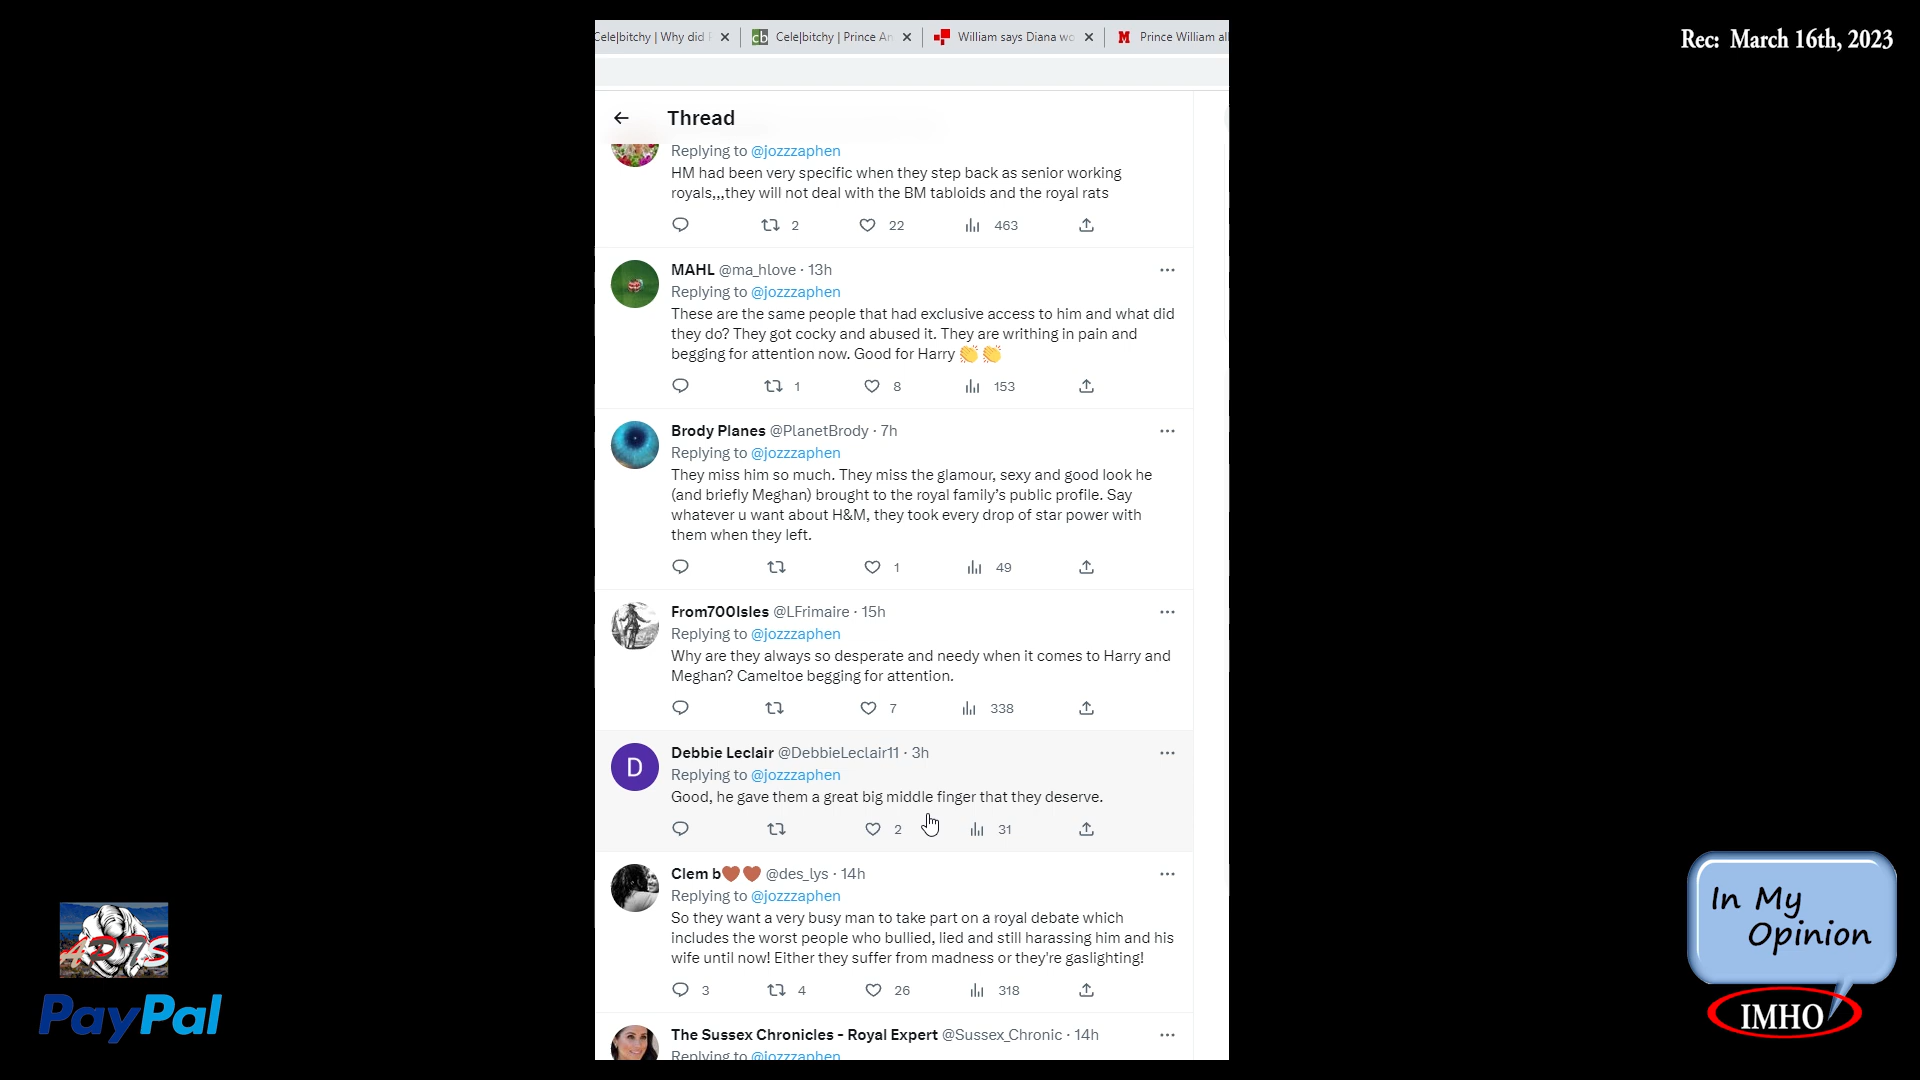 Cele|bitchy | Why did
Cele|bitchy | Prince An
William says Diana wo
Prince William all
Rec: March 16th, 2023
Thread
Replying to @jozzzaphen
HM had been very specific when they step back as senior working
royals,,,they will not deal with the BM tabloids and the royal rats
2 22 463
MAHL @ma_hlove · 13h
Replying to @jozzzaphen
These are the same people that had exclusive access to him and what did
they do? They got cocky and abused it. They are writhing in pain and
begging for attention now. Good for Harry 👏 👏
1 8 153
Brody Planes @PlanetBrody · 7h
Replying to @jozzzaphen
They miss him so much. They miss the glamour, sexy and good look he
(and briefly Meghan) brought to the royal family's public profile. Say
whatever u want about H&M, they took every drop of star power with
them when they left.
1 49
From700Isles @LFrimaire · 15h
Replying to @jozzzaphen
Why are they always so desperate and needy when it comes to Harry and
Meghan? Cameltoe begging for attention.
7 338
D
Debbie Leclair @DebbieLeclair11 · 3h
Replying to @jozzzaphen
Good, he gave them a great big middle finger that they deserve.
2 31
Clem b🤎🤎 @des_lys · 14h
Replying to @jozzzaphen
So they want a very busy man to take part on a royal debate which
includes the worst people who bullied, lied and still harassing him and his
wife until now! Either they suffer from madness or they're gaslighting!
3 4 26 318
The Sussex Chronicles - Royal Expert @Sussex_Chronic · 14h
Replying to @jozzzaphen
PayPal
In My
Opinion
IMHO